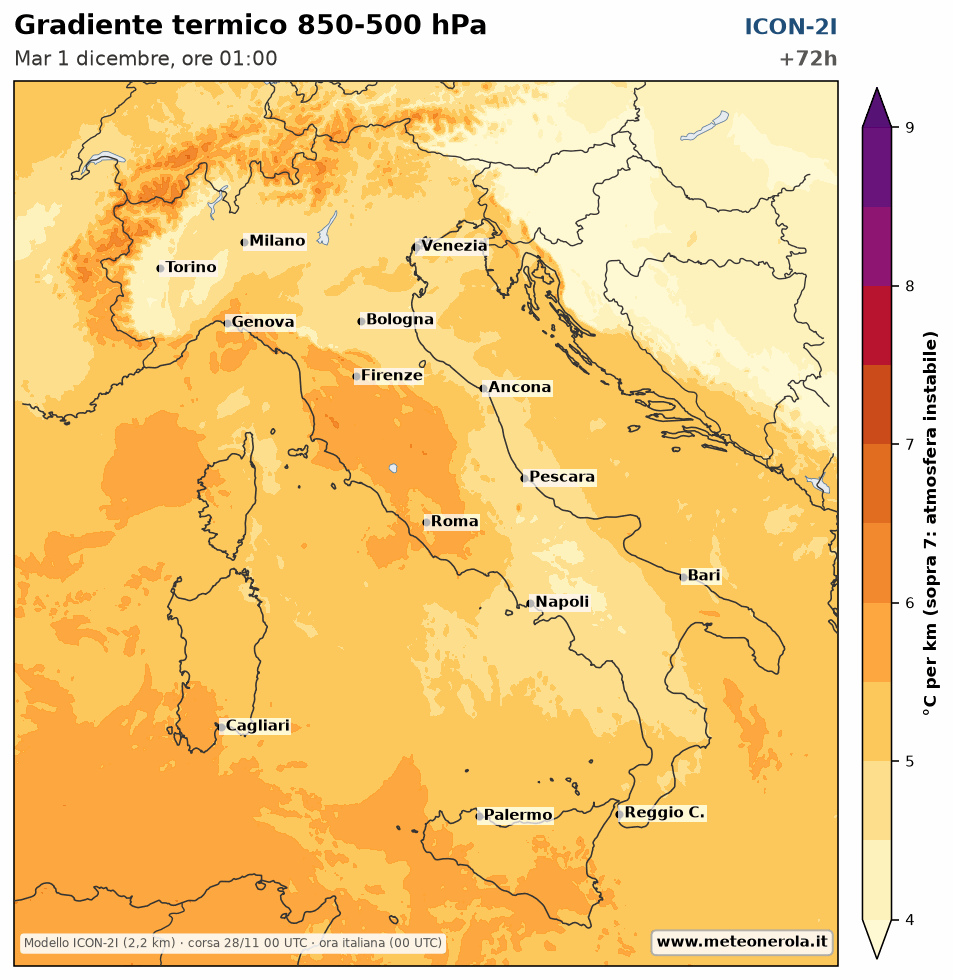 Gradiente termico 850-500 hPa
ICON-2I
Mar 1 dicembre, ore 01:00
+72h
Milano
Venezia
Torino
Genova
Bologna
Firenze
Ancona
Pescara
Roma
Bari
Napoli
Cagliari
Palermo
Reggio C.
9
8
7
6
5
4
°C per km (sopra 7: atmosfera instabile)
Modello ICON-2I (2,2 km) · corsa 28/11 00 UTC · ora italiana (00 UTC)
www.meteonerola.it